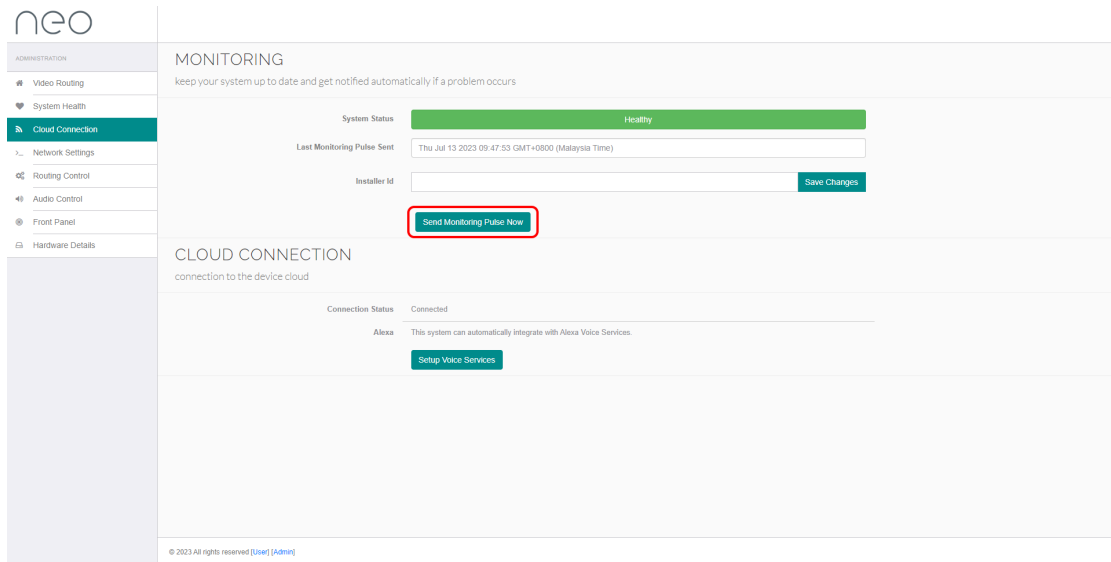 neo
ADMINISTRATION
Video Routing
System Health
Cloud Connection
Network Settings
Routing Control
Audio Control
Front Panel
Hardware Details
MONITORING
keep your system up to date and get notified automatically if a problem occurs
System Status Healthy
Last Monitoring Pulse Sent Thu Jul 13 2023 09:47:53 GMT+0800 (Malaysia Time)
Installer Id Save Changes
Send Monitoring Pulse Now
CLOUD CONNECTION
connection to the device cloud
Connection Status Connected
Alexa This system can automatically integrate with Alexa Voice Services.
Setup Voice Services
© 2023 All rights reserved [User] [Admin]